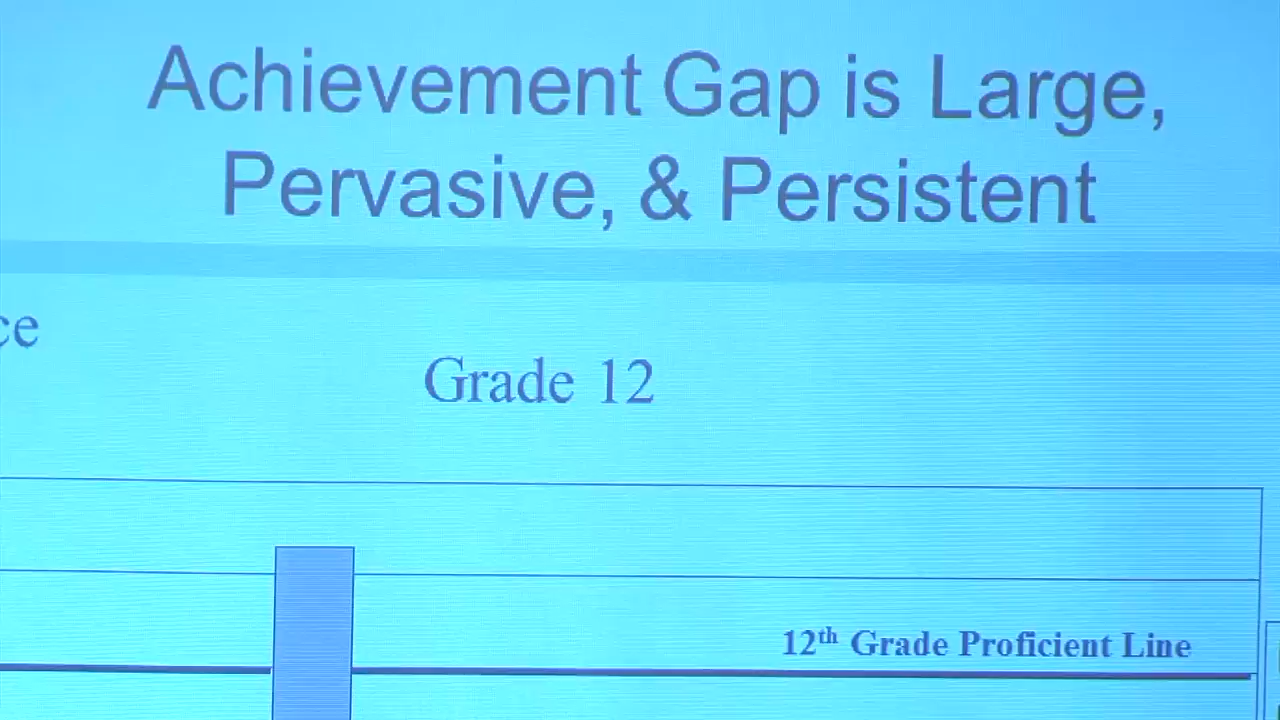 Achievement Gap is Large,
Pervasive, & Persistent
ce
Grade 12
12th Grade Proficient Line